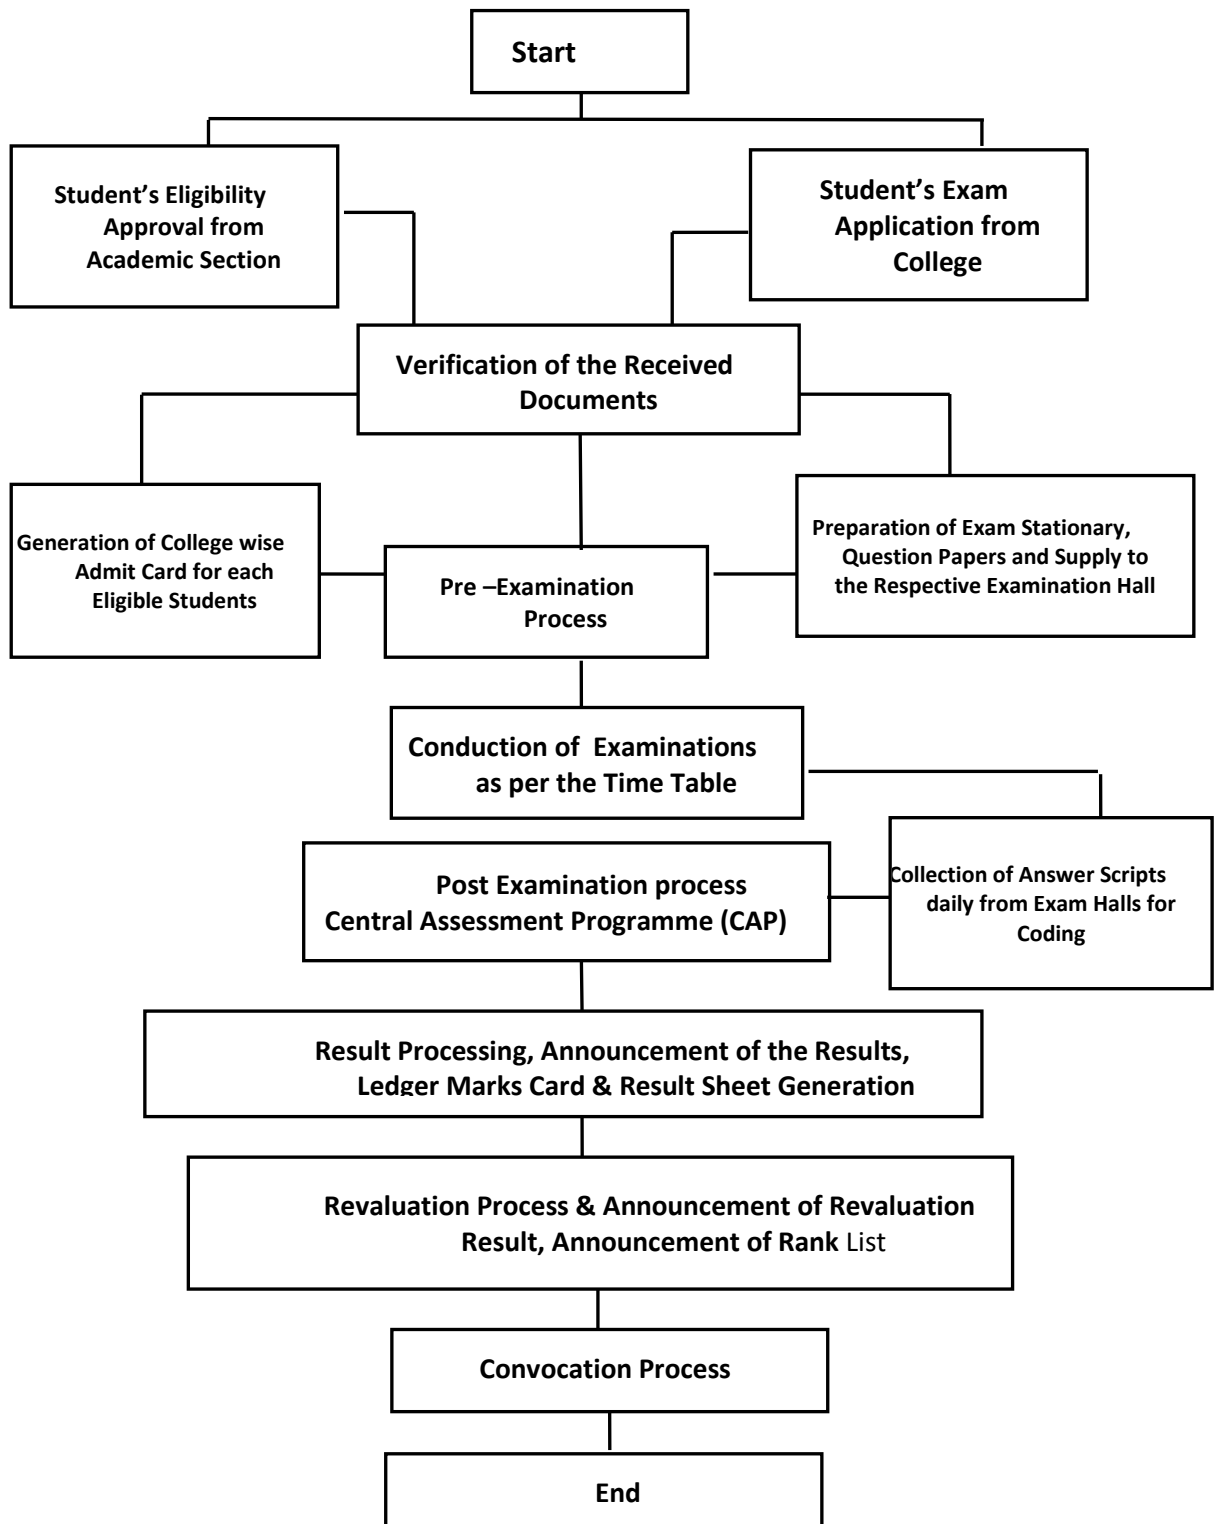 Start
Student’s Eligibility
Approval from
Academic Section
Student’s Exam
Application from
College
Verification of the Received
Documents
Generation of College wise
Admit Card for each
Eligible Students
Pre –Examination
Process
Preparation of Exam Stationary,
Question Papers and Supply to
the Respective Examination Hall
Conduction of  Examinations
as per the Time Table
Post Examination process
Central Assessment Programme (CAP)
Collection of Answer Scripts
daily from Exam Halls for
Coding
Result Processing, Announcement of the Results,
Ledger Marks Card & Result Sheet Generation
Revaluation Process & Announcement of Revaluation
Result, Announcement of Rank List
Convocation Process
End